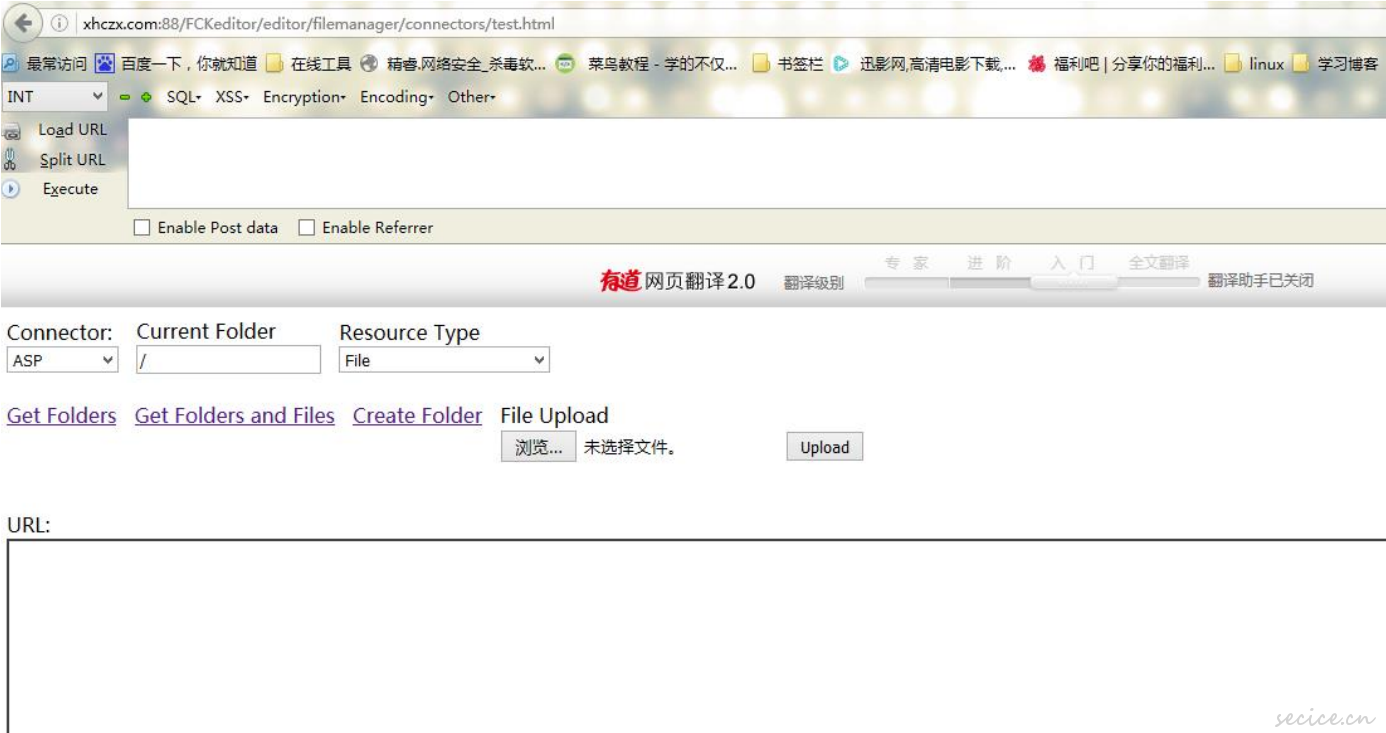 xhczx.com:88/FCKeditor/editor/filemanager/connectors/test.html
最常访问 百度一下，你就知道 在线工具 精睿.网络安全_杀毒软... 菜鸟教程 - 学的不仅... 书签栏 迅影网,高清电影下载,... 福利吧 | 分享你的福利... linux 学习博客
INT SQL XSS Encryption Encoding Other
Load URL
Split URL
Execute
Enable Post data Enable Referrer
有道 网页翻译2.0 翻译级别 专 家 进 阶 入 门 全文翻译 翻译助手已关闭
Connector: Current Folder Resource Type
ASP / File
Get Folders Get Folders and Files Create Folder File Upload
浏览... 未选择文件。 Upload
URL:
secice.cn